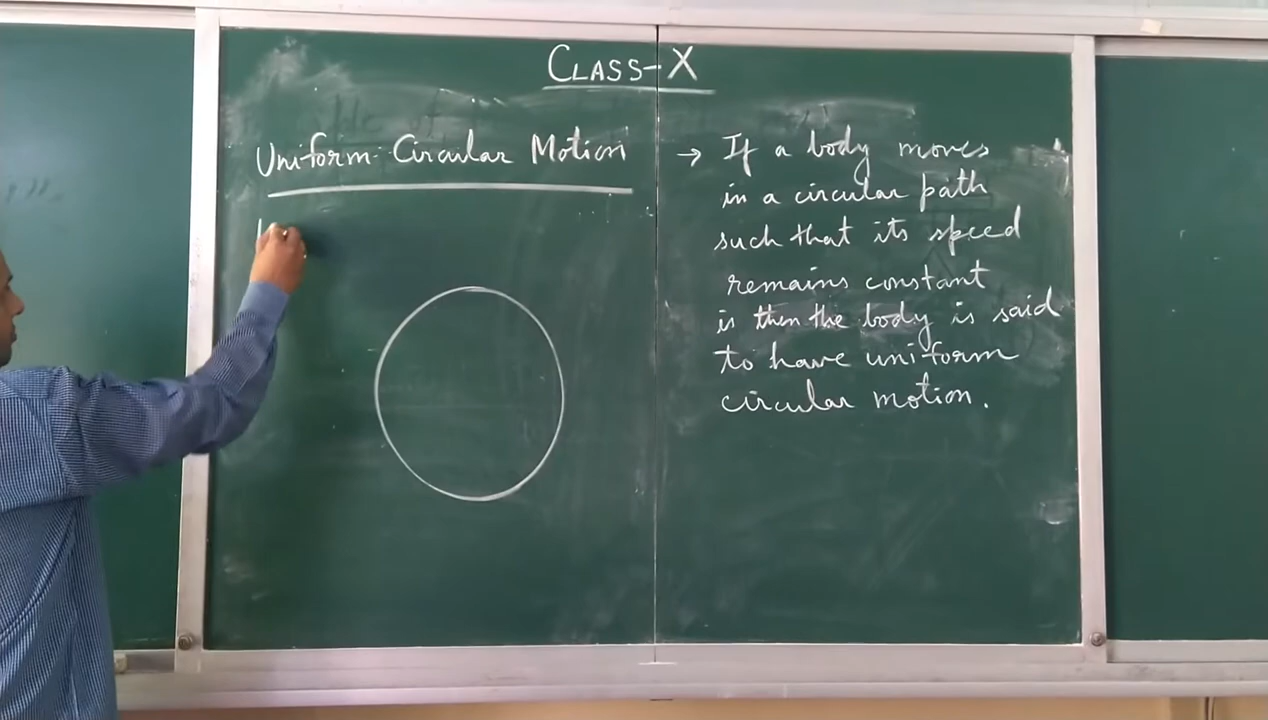 CLASS-X
Uniform Circular Motion
→ If a body moves
in a circular path
such that its speed
remains constant
is then the body is said
to have uniform
circular motion.